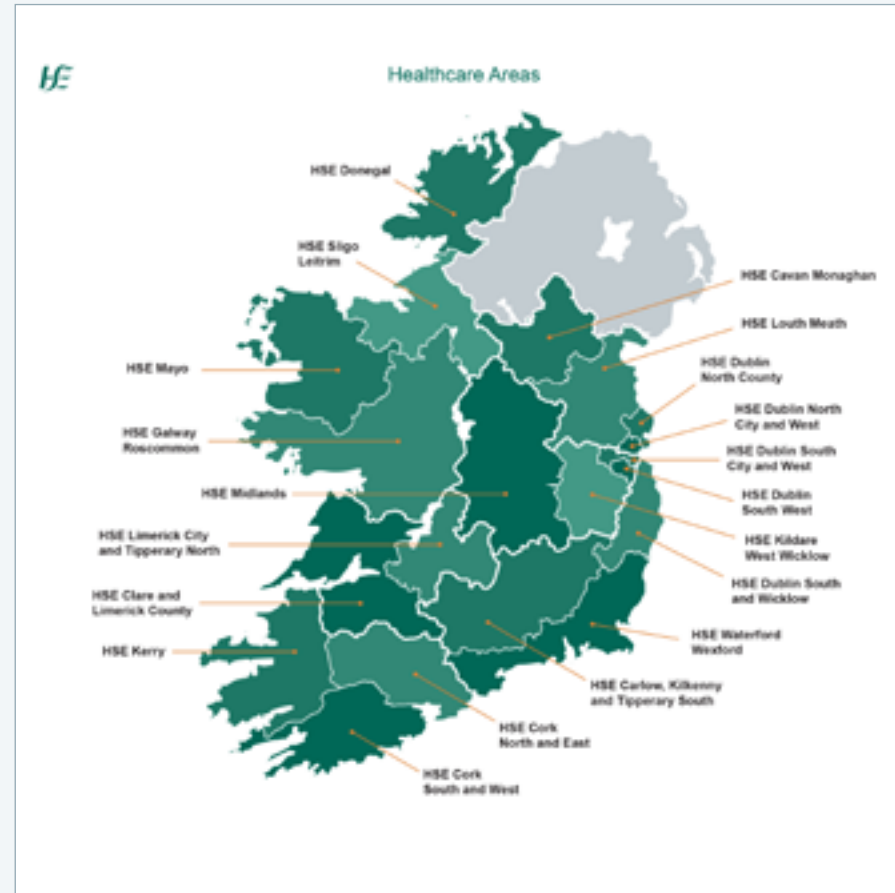 HSE
Healthcare Areas
HSE Donegal
HSE Sligo
Leitrim
HSE Cavan Monaghan
HSE Louth Meath
HSE Mayo
HSE Dublin
North County
HSE Dublin North
City and West
HSE Galway
Roscommon
HSE Dublin South
City and West
HSE Midlands
HSE Dublin
South West
HSE Limerick City
and Tipperary North
HSE Kildare
West Wicklow
HSE Dublin South
and Wicklow
HSE Clare and
Limerick County
HSE Waterford
Wexford
HSE Kerry
HSE Carlow, Kilkenny
and Tipperary South
HSE Cork
North and East
HSE Cork
South and West